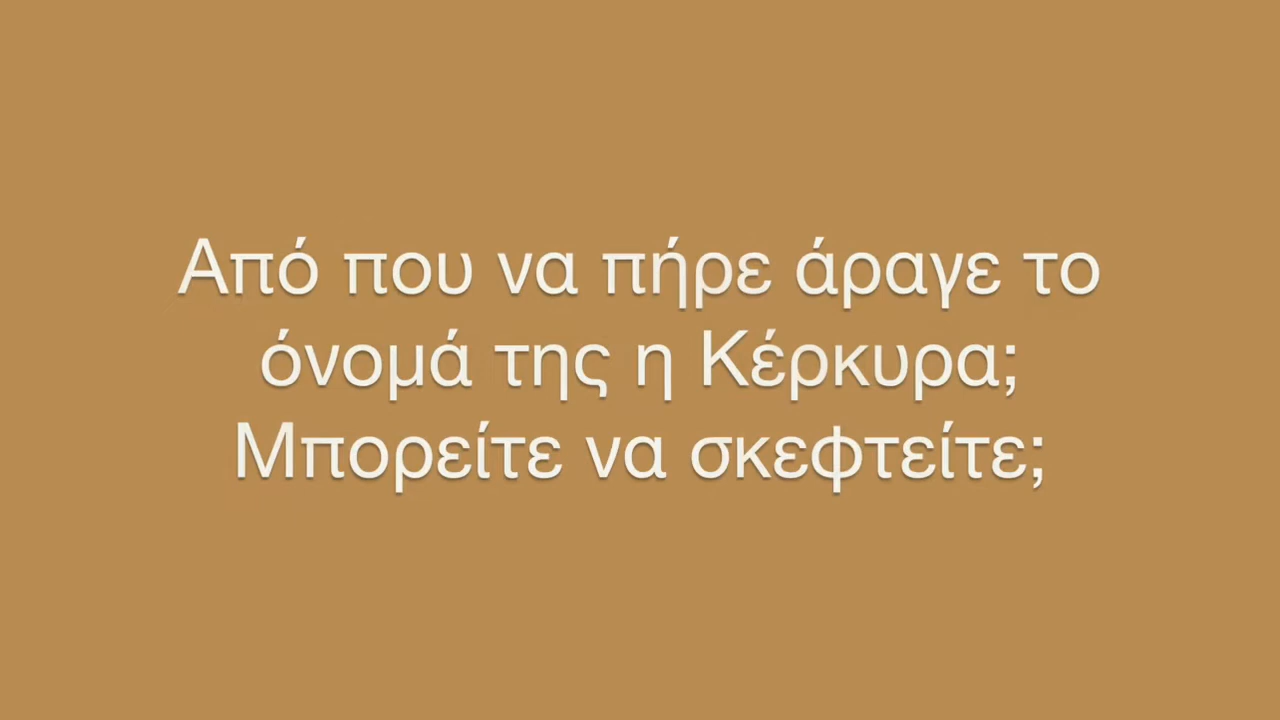 Από που να πήρε άραγε το
όνομά της η Κέρκυρα;
Μπορείτε να σκεφτείτε;